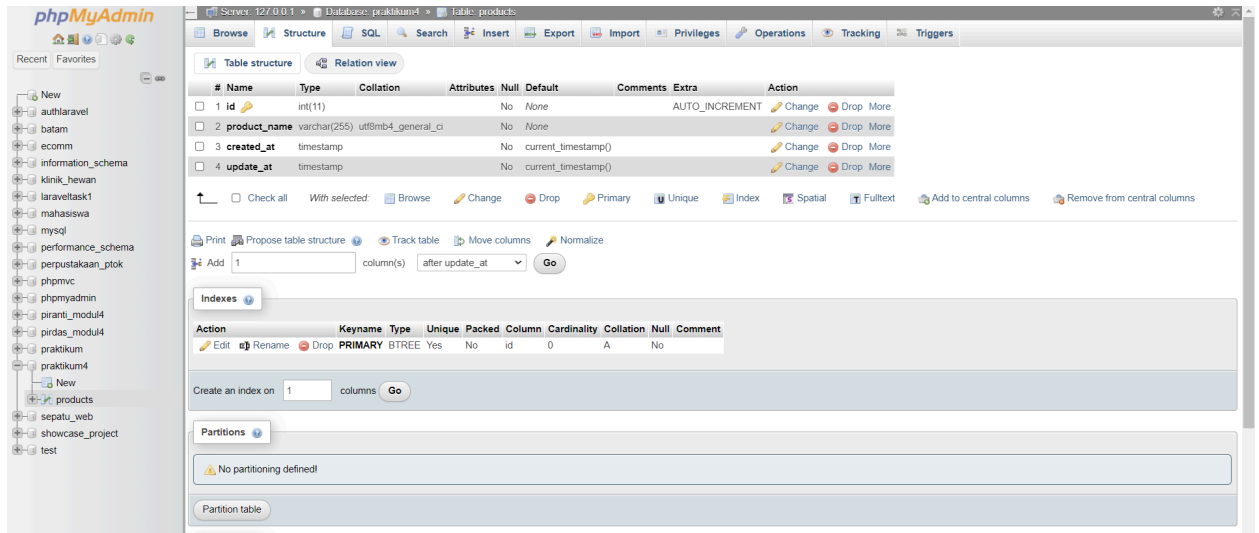 phpMyAdmin
Recent Favorites
New
authlaravel
batam
ecomm
information_schema
klinik_hewan
laraveltask1
mahasiswa
mysql
performance_schema
perpustakaan_ptok
phpmvc
phpmyadmin
piranti_modul4
pirdas_modul4
praktikum
praktikum4
New
products
sepatu_web
showcase_project
test
Server: 127.0.0.1 » Database: praktikum4 » Table: products
Browse Structure SQL Search Insert Export Import Privileges Operations Tracking Triggers
Table structure Relation view
# Name Type Collation Attributes Null Default Comments Extra Action
1 id int(11) No None AUTO_INCREMENT Change Drop More
2 product_name varchar(255) utf8mb4_general_ci No None Change Drop More
3 created_at timestamp No current_timestamp() Change Drop More
4 update_at timestamp No current_timestamp() Change Drop More
Check all With selected: Browse Change Drop Primary Unique Index Spatial Fulltext Add to central columns Remove from central columns
Print Propose table structure Track table Move columns Normalize
Add 1 column(s) after update_at Go
Indexes
Action Keyname Type Unique Packed Column Cardinality Collation Null Comment
Edit Rename Drop PRIMARY BTREE Yes No id 0 A No
Create an index on 1 columns Go
Partitions
No partitioning defined!
Partition table